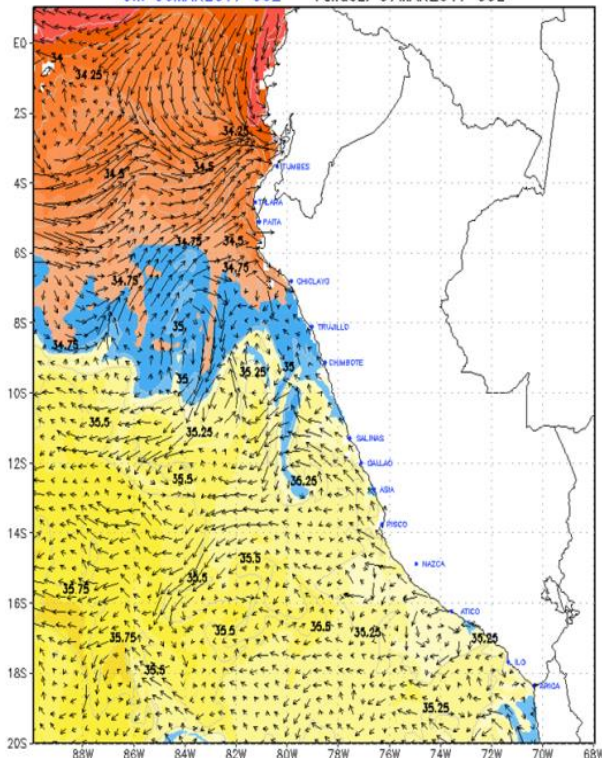 EQ
34
34.25
2S
34.25
TUMBES
4S
34.5
34.5
TALARA
PAITA
34.75
34.5
6S
34.75
34.75
CHICLAYO
8S
35
TRUJILLO
34.75
35
CHIMBOTE
35
35.25
10S
35.5
35.25
SALINAS
12S
CALLAO
35.5
35.25
ASIA
14S
PISCO
35.5
NAZCA
35.5
35.75
16S
ATICO
35.75
35.5
35.5
35.25
35.25
35.5
ILO
18S
ARICA
35.25
20S
88W 86W 84W 82W 80W 78W 76W 74W 72W 70W 68W